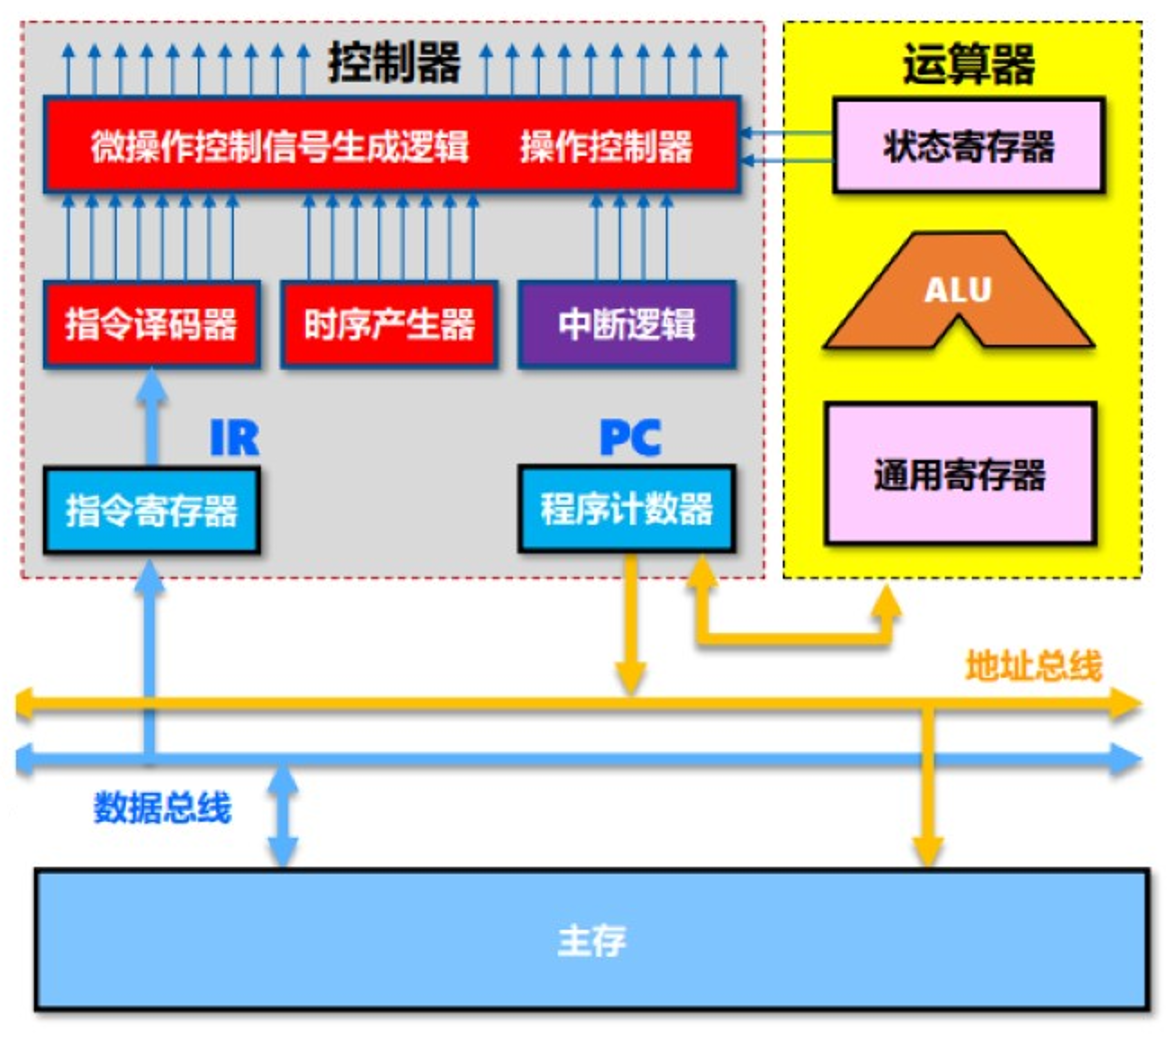 控制器
运算器
微操作控制信号生成逻辑 操作控制器
状态寄存器
ALU
指令译码器
时序产生器
中断逻辑
IR
PC
通用寄存器
指令寄存器
程序计数器
地址总线
数据总线
主存